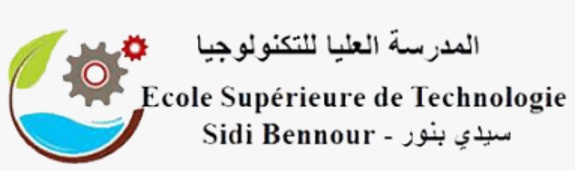 المدرسة العليا للتكنولوجيا
Ecole Supérieure de Technologie
Sidi Bennour - سيدي بنور